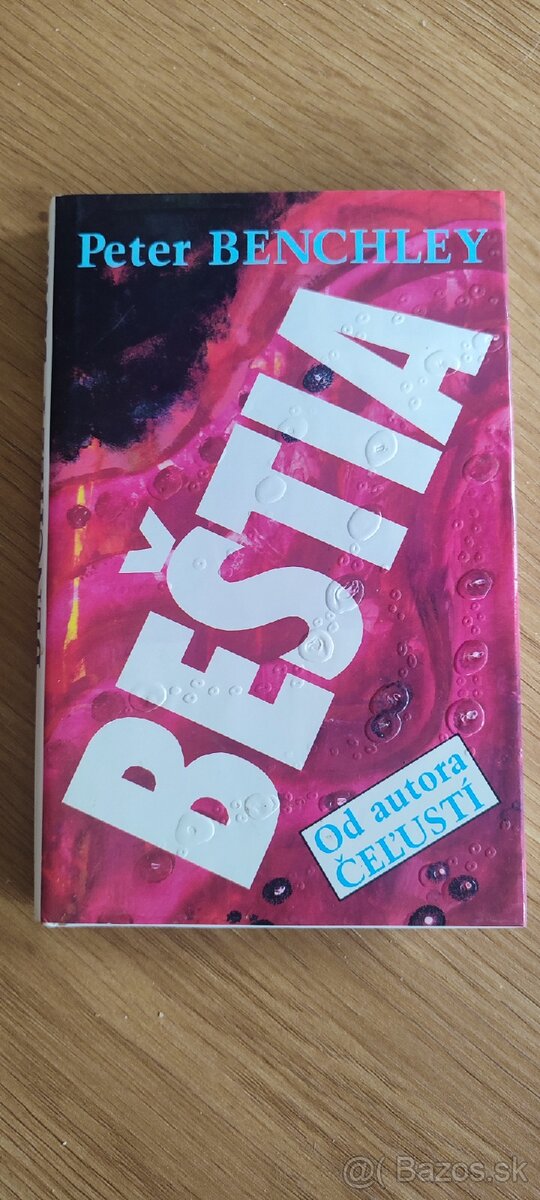 Peter BENCHLEY
BEŠTIA
Od autora
ČEĽUSTÍ
@( Bazos.sk